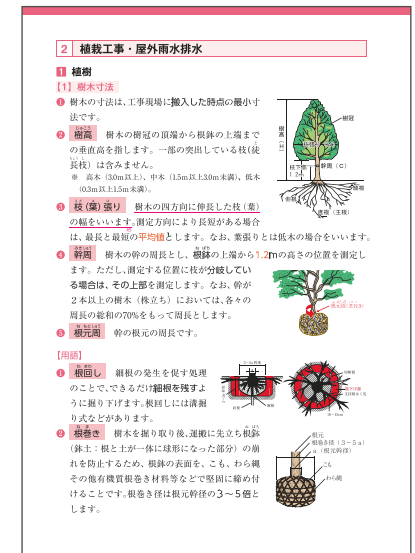 2 植栽工事・屋外雨水排水
1 植樹
【1】樹木寸法
❶ 樹木の寸法は、工事現場に搬入した時点の最小寸
法です。
❷ 樹高 樹木の樹冠の頂端から根鉢の上端まで
の垂直高を指します。一部の突出している枝(徒
長枝)は含みません。
※ 高木(3.0m以上)、中木(1.5m以上3.0m未満)、低木
(0.3m以上1.5m未満)。
❸ 枝(葉)張り 樹木の四方向に伸長した枝(葉)
の幅をいいます。測定方向により長短がある場合
は、最長と最短の平均値とします。なお、葉張りとは低木の場合をいいます。
❹ 幹周 樹木の幹の周長とし、根鉢の上端から1.2mの高さの位置を測定し
ます。ただし、測定する位置に枝が分岐してい
る場合は、その上部を測定します。なお、幹が
2本以上の樹木(株立ち)においては、各々の
周長の総和の70%をもって周長とします。
❺ 根元周 幹の根元の周長です。
樹冠
樹高(H)
幹周(C)
枝下
1.2m
細根
直根(主根)
【用語】
❶ 根回し 細根の発生を促す処理
のことで、できるだけ細根を残すよ
うに掘り下げます。根回しには溝掘
り式などがあります。
❷ 根巻き 樹木を掘り取り後、運搬に先立ち根鉢
(鉢土：根と土が一体に球形になった部分)の崩
れを防止するため、根鉢の表面を、こも、わら縄
その他有機質根巻き材料等などで堅固に締め付
けることです。根巻き径は根元幹径の3〜5倍と
します。
根元
根巻き径(3〜5a)
a(根元幹径)
こも
わら縄